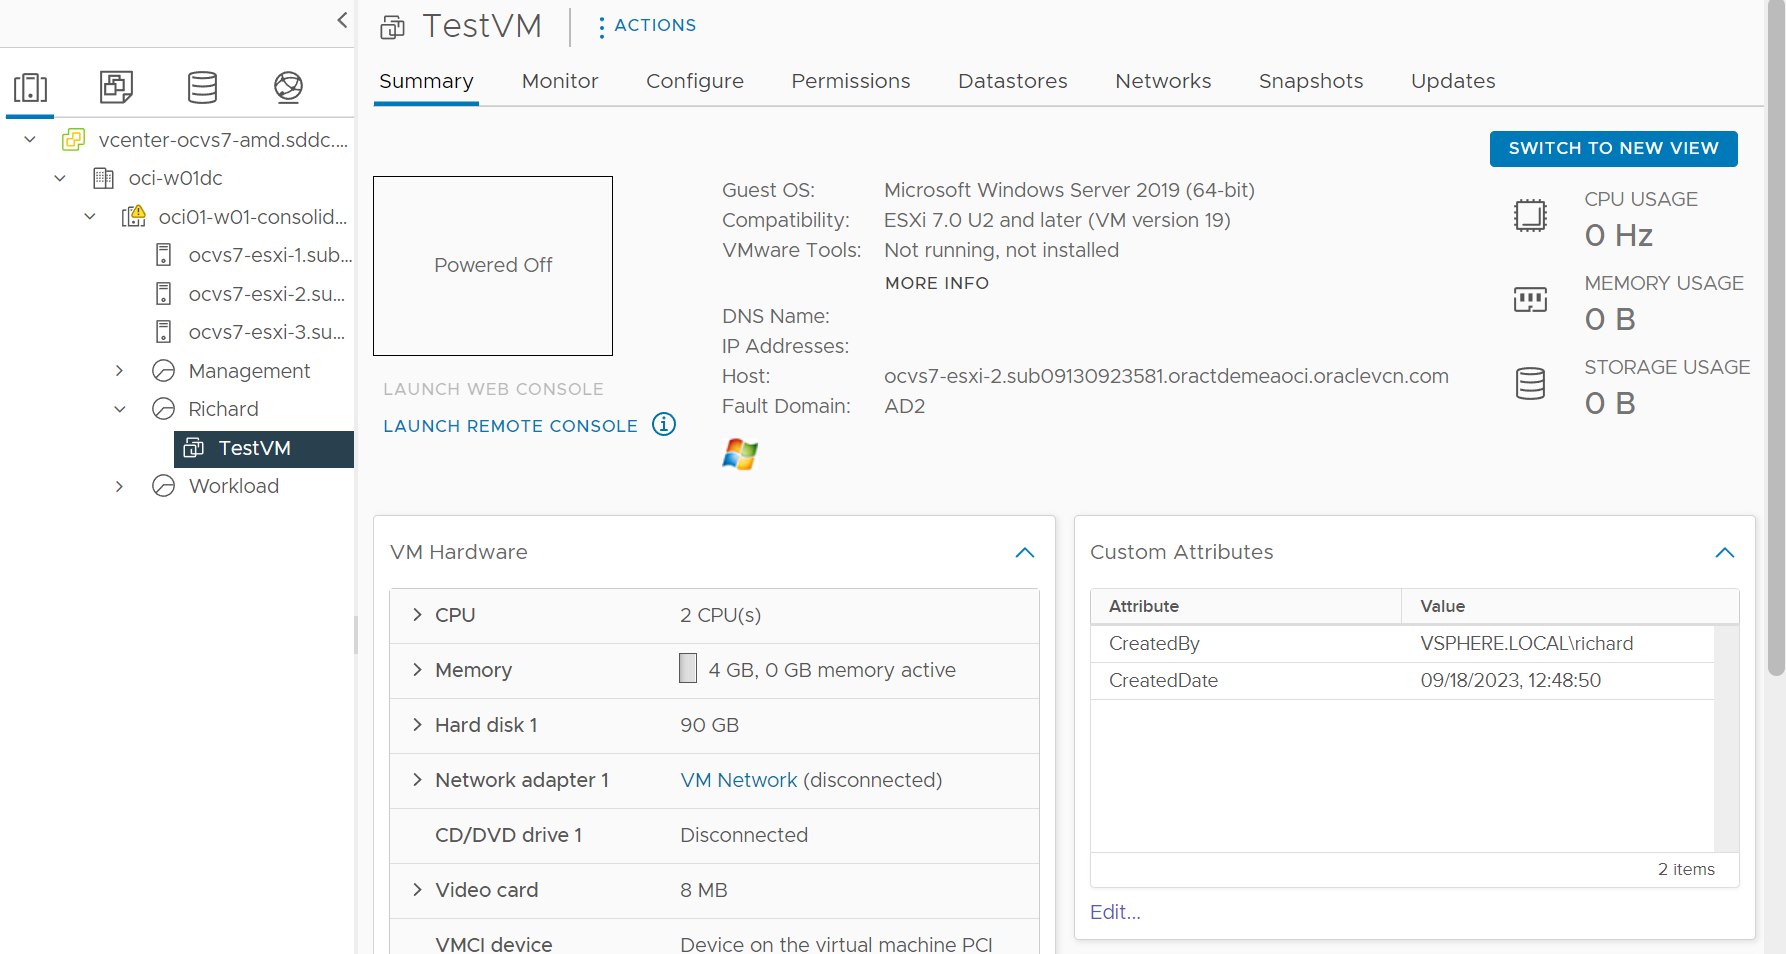 TestVM
ACTIONS
Summary Monitor Configure Permissions Datastores Networks Snapshots Updates
vcenter-ocvs7-amd.sddc....
oci-w01dc
oci01-w01-consolid...
ocvs7-esxi-1.sub...
ocvs7-esxi-2.su...
ocvs7-esxi-3.su...
Management
Richard
TestVM
Workload
SWITCH TO NEW VIEW
Powered Off
LAUNCH WEB CONSOLE
LAUNCH REMOTE CONSOLE
Guest OS: Microsoft Windows Server 2019 (64-bit)
Compatibility: ESXi 7.0 U2 and later (VM version 19)
VMware Tools: Not running, not installed
MORE INFO
DNS Name:
IP Addresses:
Host: ocvs7-esxi-2.sub09130923581.oractdemeaoci.oraclevcn.com
Fault Domain: AD2
CPU USAGE
0 Hz
MEMORY USAGE
0 B
STORAGE USAGE
0 B
VM Hardware
CPU 2 CPU(s)
Memory 4 GB, 0 GB memory active
Hard disk 1 90 GB
Network adapter 1 VM Network (disconnected)
CD/DVD drive 1 Disconnected
Video card 8 MB
VMCI device Device on the virtual machine PCI
Custom Attributes
Attribute Value
CreatedBy VSPHERE.LOCAL\richard
CreatedDate 09/18/2023, 12:48:50
2 items
Edit...